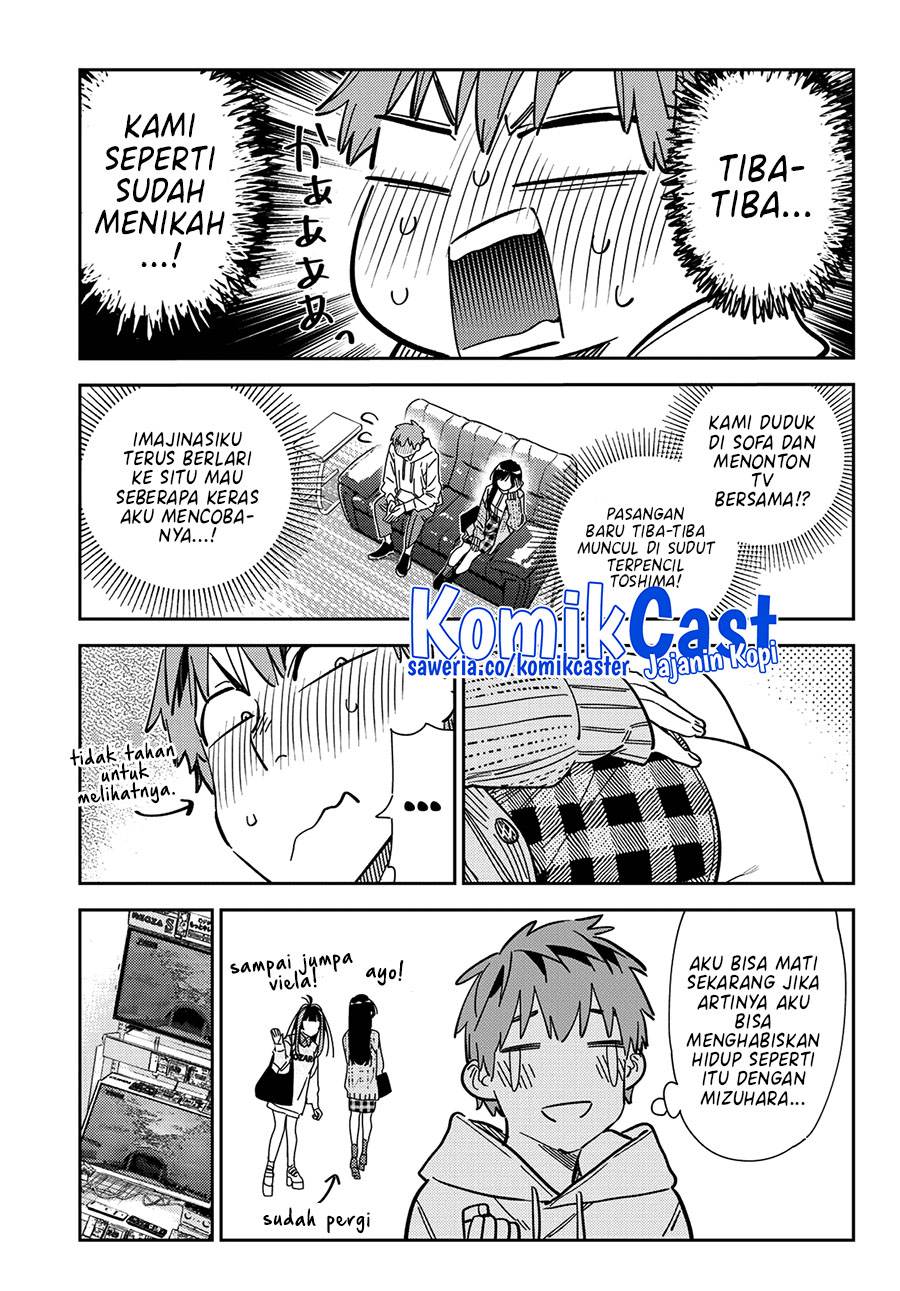 TIBA-
TIBA...
かぁぁぁぁっ
KAMI
SEPERTI
SUDAH
MENIKAH
...!
KAMI DUDUK
DI SOFA DAN
MENONTON
TV
BERSAMA!?
PASANGAN
BARU TIBA-TIBA
MUNCUL DI SUDUT
TERPENCIL
TOSHIMA!
IMAJINASIKU
TERUS BERLARI
KE SITU MAU
SEBERAPA KERAS
AKU MENCOBA-
NYA...!
KomikCast
saweria.co/komikcaster
Jajanin Kopi
...
tidak tahan
untuk
melihatnya.
AKU BISA MATI
SEKARANG JIKA
ARTINYA AKU
BISA
MENGHABISKAN
HIDUP SEPERTI
ITU DENGAN
MIZUHARA...
ayo!
sampai jumpa
viela!
sudah pergi
REGZA S